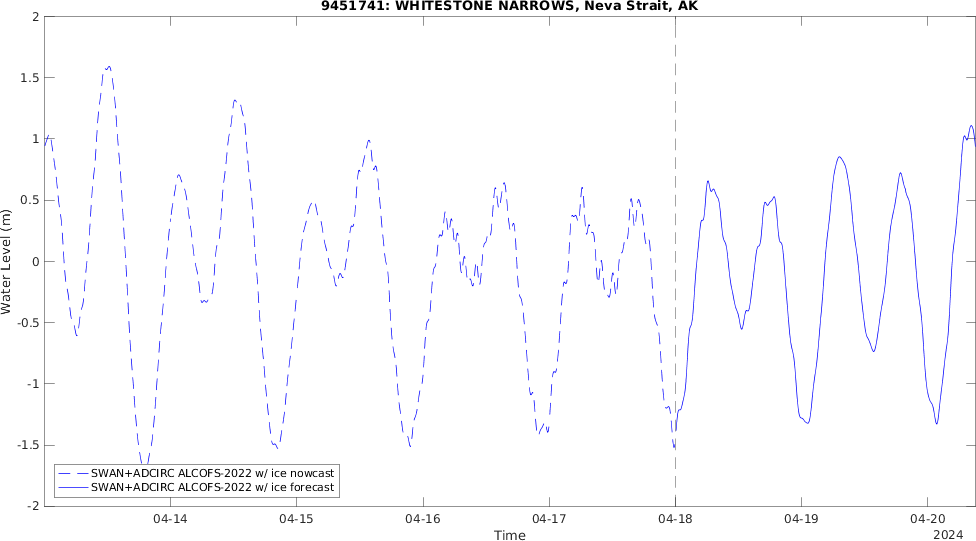 9451741: WHITESTONE NARROWS, Neva Strait, AK
2
1.5
1
0.5
0
-0.5
-1
-1.5
-2
Water Level (m)
SWAN+ADCIRC ALCOFS-2022 w/ ice nowcast
SWAN+ADCIRC ALCOFS-2022 w/ ice forecast
04-14 04-15 04-16 04-17 04-18 04-19 04-20
Time
2024